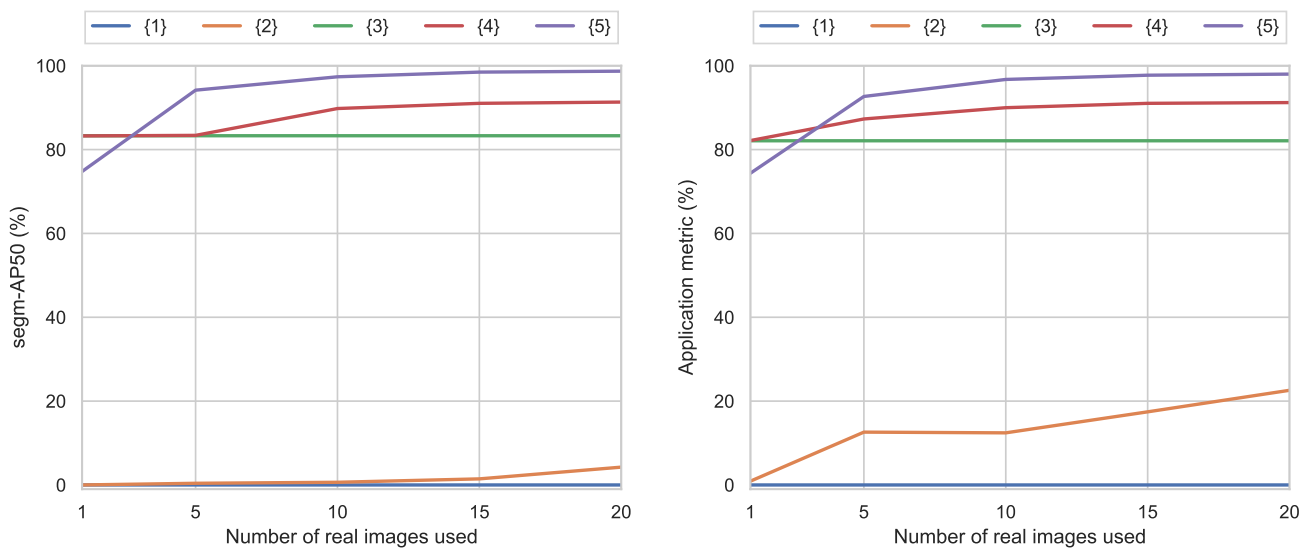 {1} {2} {3} {4} {5}
100
80
60
40
20
0
segm-AP50 (%)
1 5 10 15 20
Number of real images used
{1} {2} {3} {4} {5}
100
80
60
40
20
0
Application metric (%)
1 5 10 15 20
Number of real images used